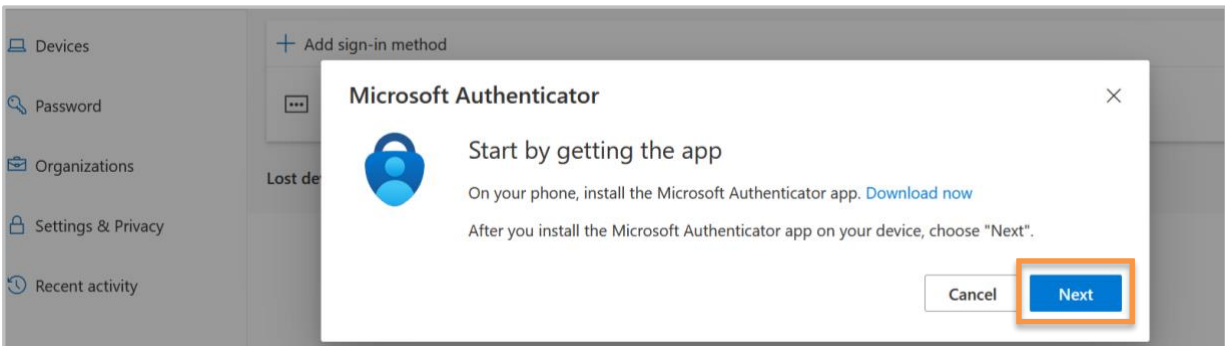 Devices
Password
Organizations
Settings & Privacy
Recent activity
Add sign-in method
Lost de
Microsoft Authenticator
Start by getting the app
On your phone, install the Microsoft Authenticator app. Download now
After you install the Microsoft Authenticator app on your device, choose "Next".
Cancel
Next